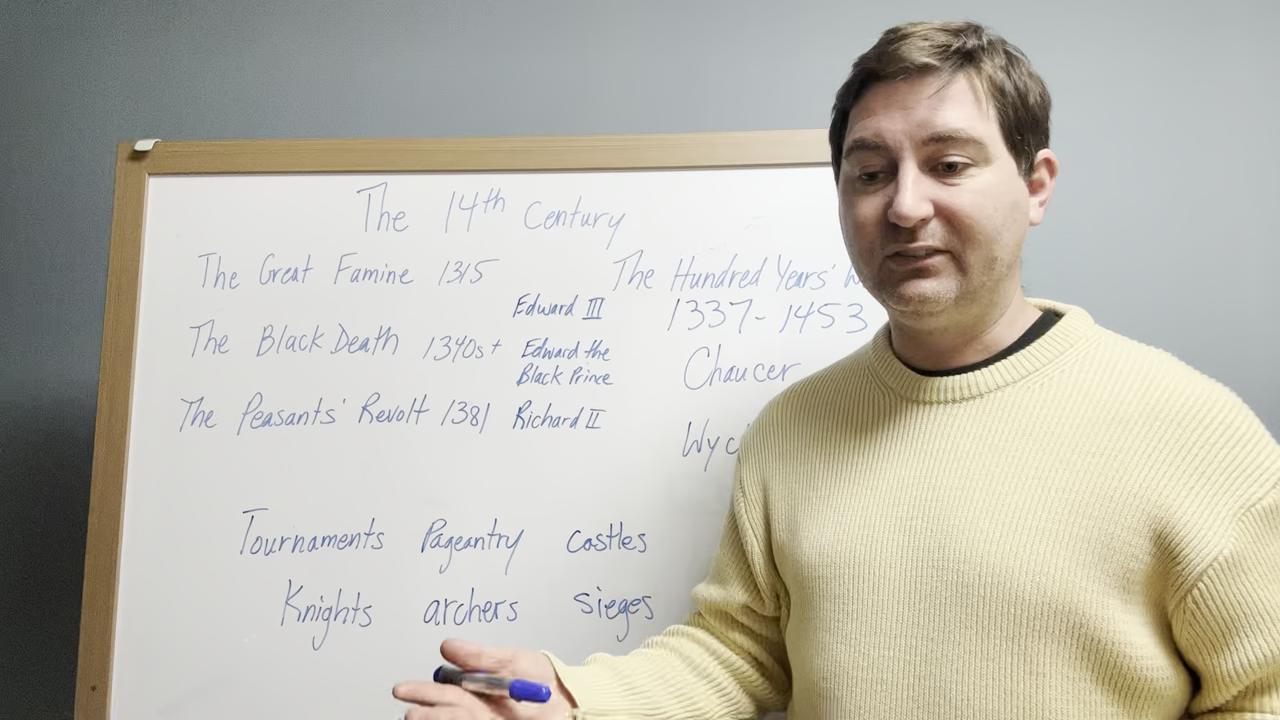 The 14th Century
The Great Famine 1315
The Black Death 1340s+
The Peasants' Revolt 1381
Edward III
Edward the
Black Prince
Richard II
The Hundred Years'
1337-1453
Chaucer
Tournaments Pageantry castles
Knights archers sieges